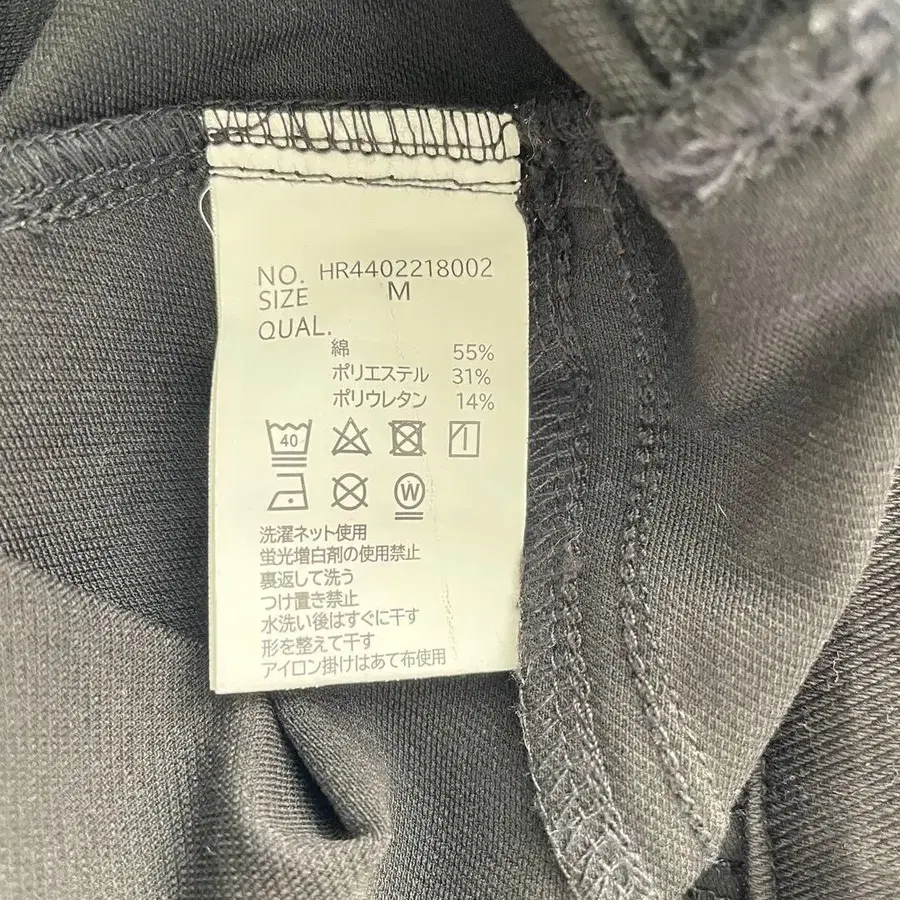 NO. HR4402218002
SIZE M
QUAL.
綿 55%
ポリエステル 31%
ポリウレタン 14%
40
W
洗濯ネット使用
蛍光増白剤の使用禁止
裏返して洗う
つけ置き禁止
水洗い後はすぐに干す
形を整えて干す
アイロン掛けはあて布使用